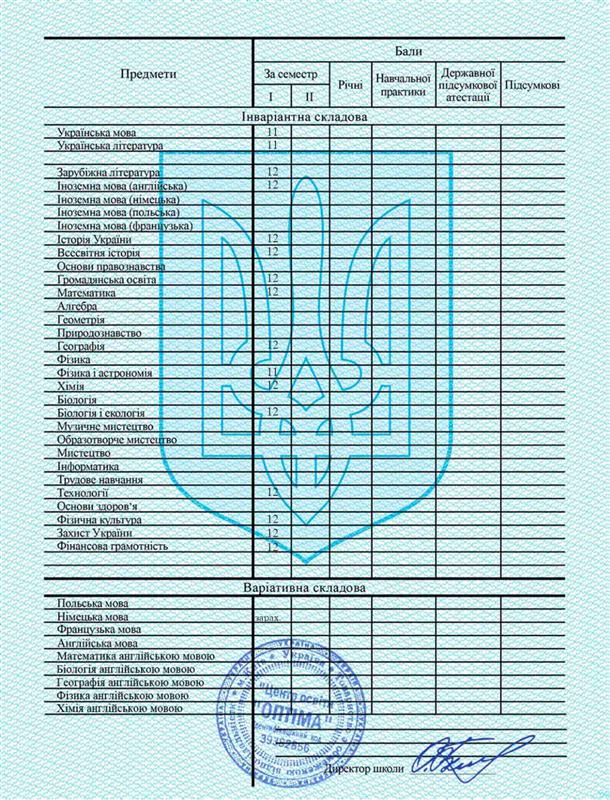 Предмети
Бали
За семестр
I
II
Річні
Навчальної практики
Державної підсумкової атестації
Підсумкові
Інваріантна складова
Українська мова 11
Українська література 11
Зарубіжна література 12
Іноземна мова (англійська) 12
Іноземна мова (німецька)
Іноземна мова (польська)
Іноземна мова (французька)
Історія України 12
Всесвітня історія 12
Основи правознавства
Громадянська освіта 12
Математика 12
Алгебра
Геометрія
Природознавство
Географія 12
Фізика
Фізика і астрономія 11
Хімія 12
Біологія
Біологія і екологія 12
Музичне мистецтво
Образотворче мистецтво
Мистецтво
Інформатика
Трудове навчання
Технології 12
Основи здоров'я
Фізична культура 12
Захист України 12
Фінансова грамотність 12
Варіативна складова
Польська мова
Німецька мова зарах.
Французька мова
Англійська мова
Математика англійською мовою
Біологія англійською мовою
Географія англійською мовою
Фізика англійською мовою
Хімія англійською мовою
"Центр освіти
"ОПТІМА"
Ідентифікаційний код
39382656
Директор школи